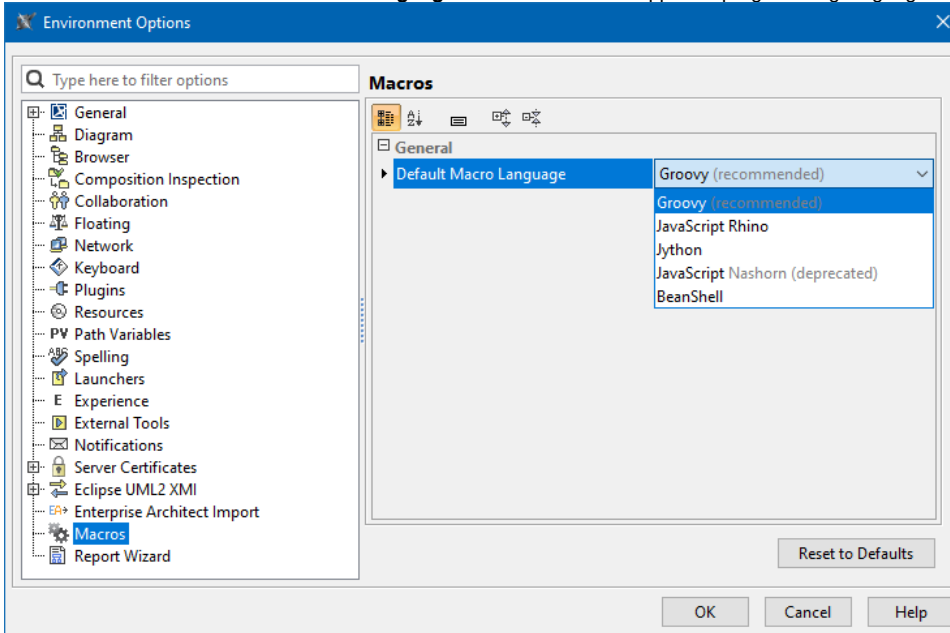 Environment Options
Type here to filter options
General
Diagram
Browser
Composition Inspection
Collaboration
Floating
Network
Keyboard
Plugins
Resources
PV Path Variables
ABS Spelling
Launchers
E Experience
External Tools
Notifications
Server Certificates
Eclipse UML2 XMI
EA Enterprise Architect Import
Macros
Report Wizard
Macros
General
Default Macro Language Groovy (recommended)
Groovy (recommended)
JavaScript Rhino
Jython
JavaScript Nashorn (deprecated)
BeanShell
Reset to Defaults
OK Cancel Help